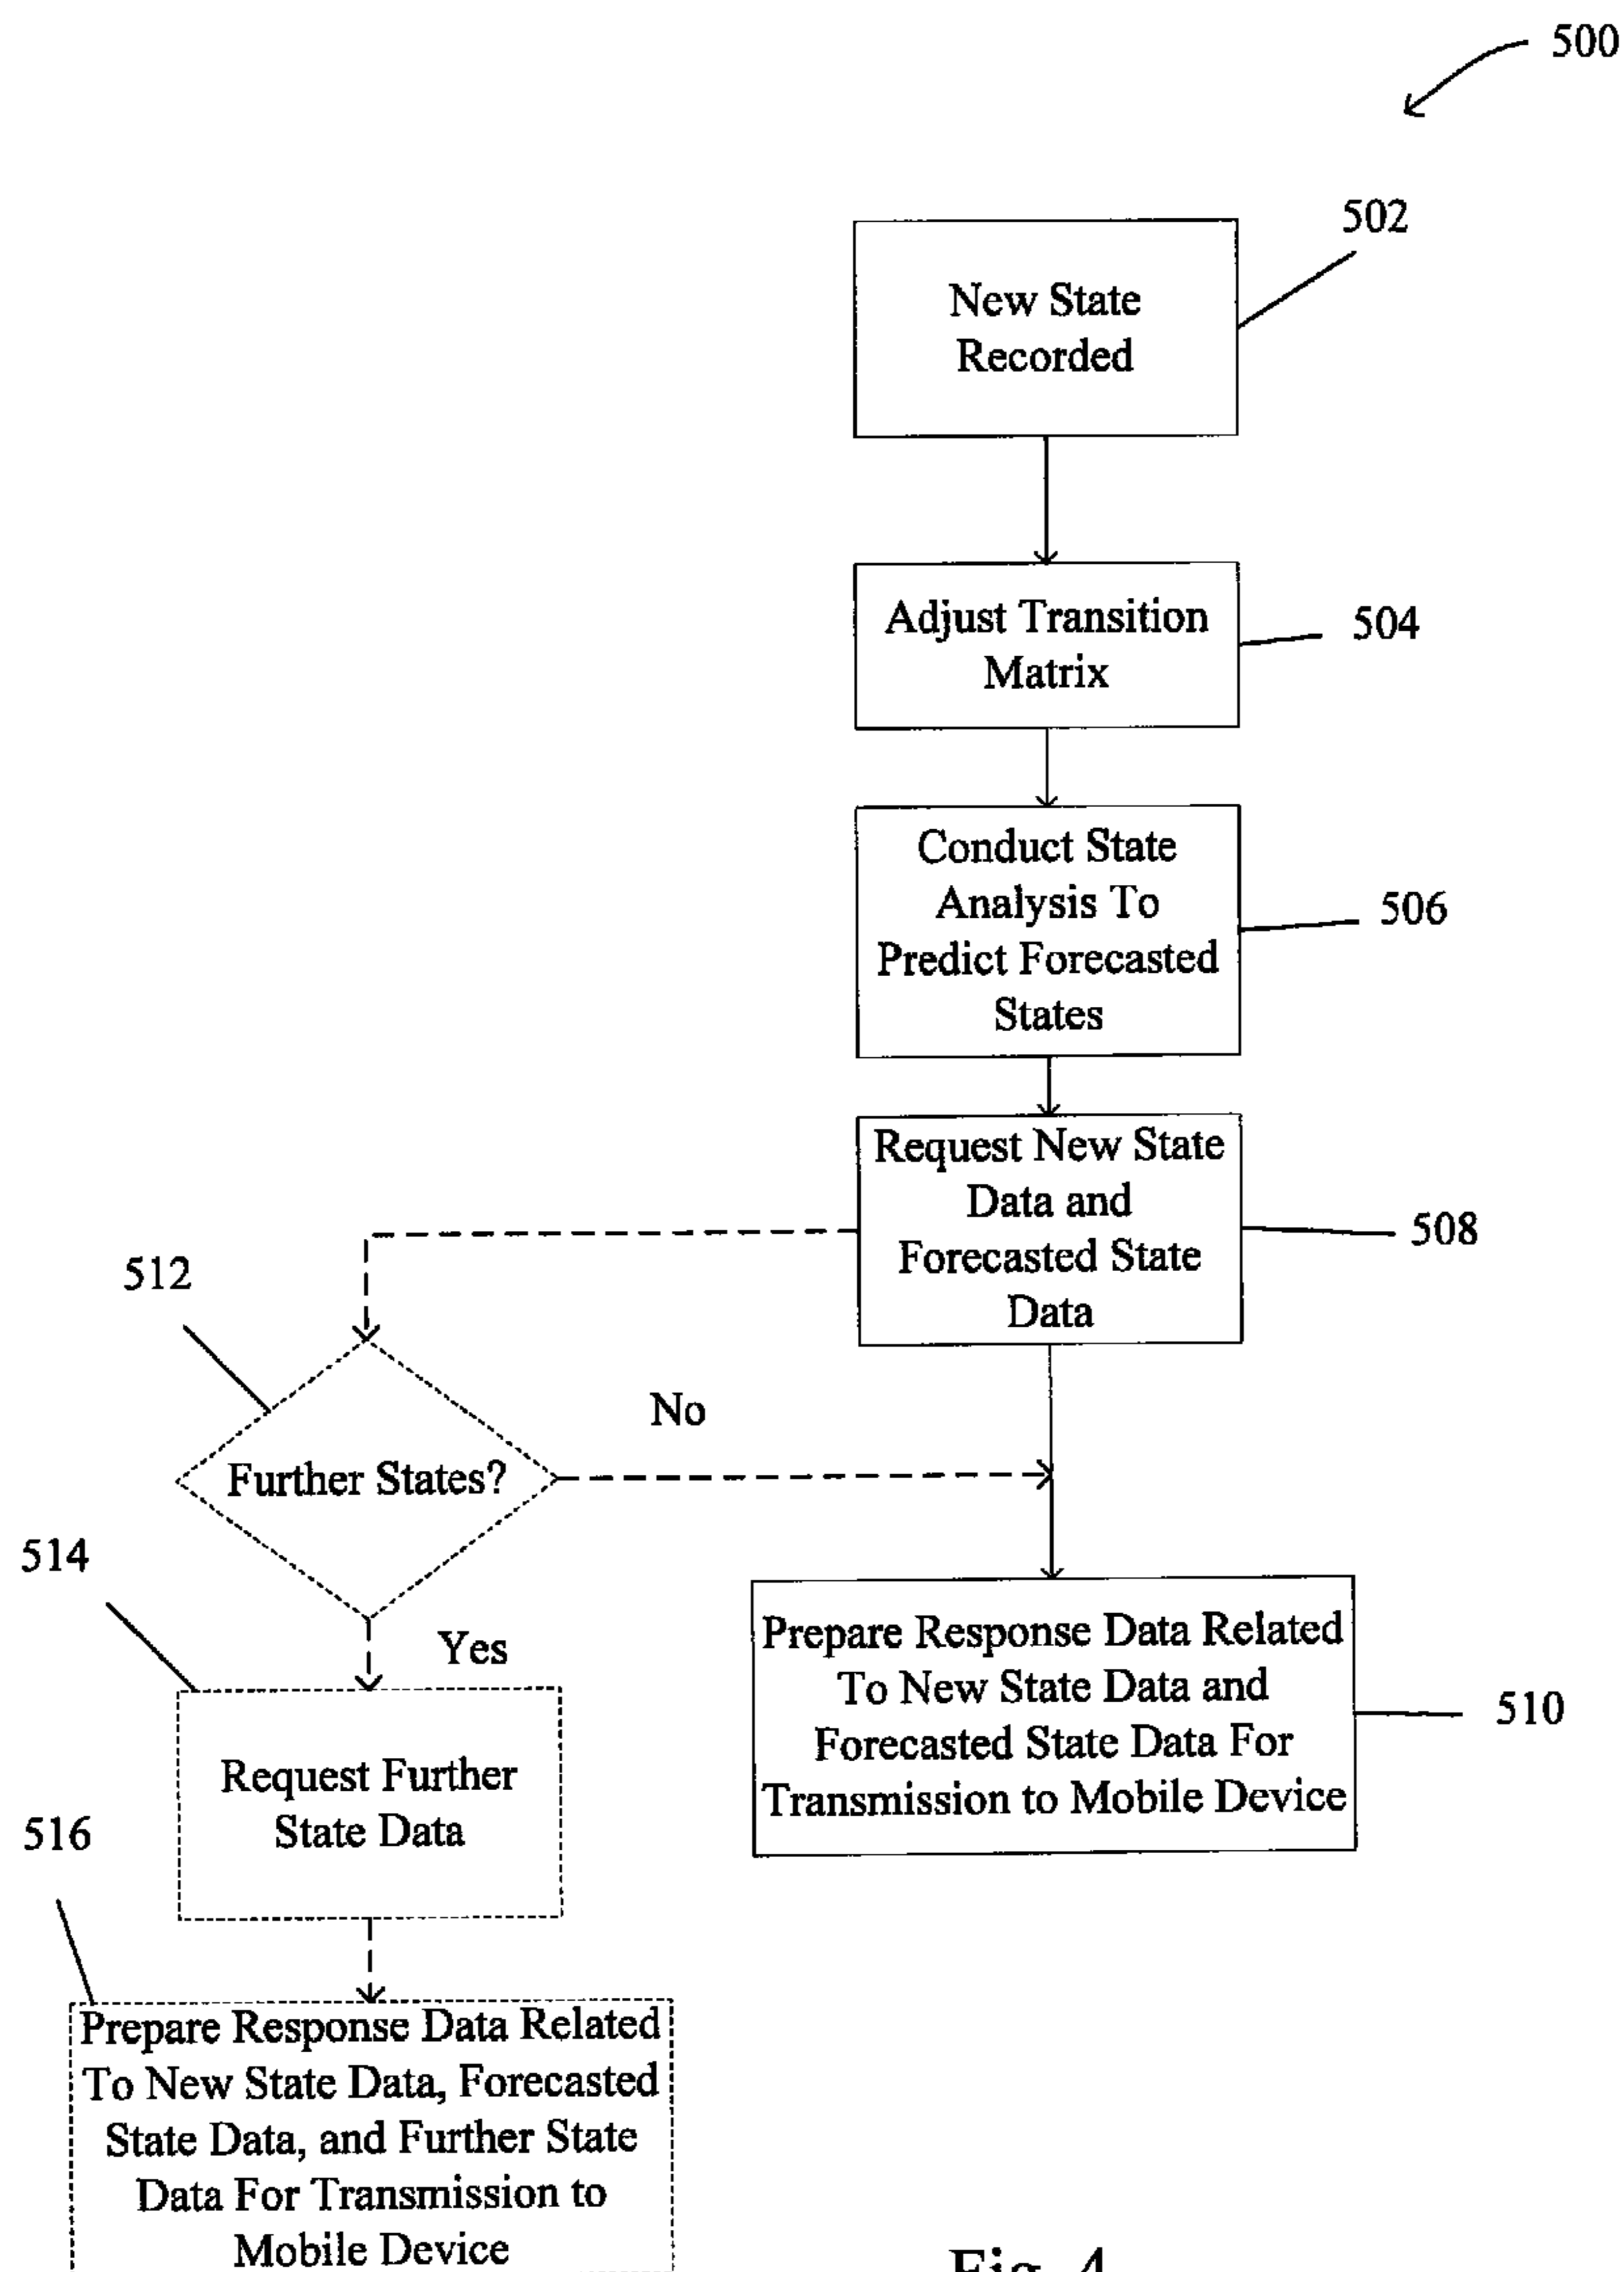 500
502
New State
Recorded
Adjust Transition
Matrix
504
Conduct State
Analysis To
Predict Forecasted
States
506
Request New State
Data and
Forecasted State
Data
508
512
Further States?
No
Yes
514
Request Further
State Data
Prepare Response Data Related
To New State Data and
Forecasted State Data For
Transmission to Mobile Device
510
516
Prepare Response Data Related
To New State Data, Forecasted
State Data, and Further State
Data For Transmission to
Mobile Device
Fig. 4